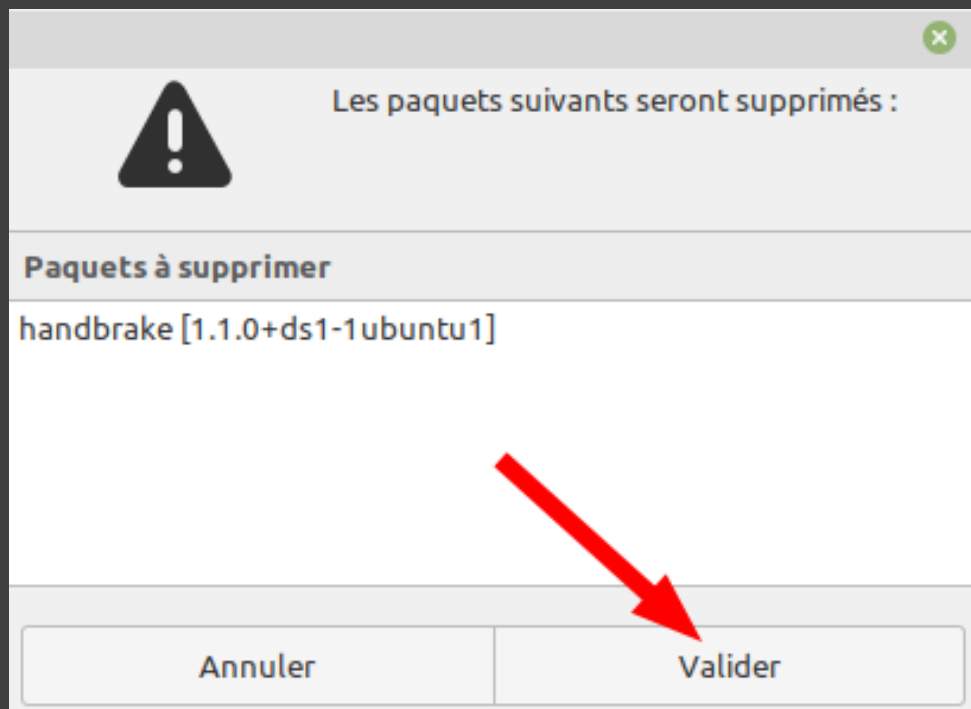 Les paquets suivants seront supprimés :
Paquets à supprimer
handbrake [1.1.0+ds1-1ubuntu1]
Annuler
Valider